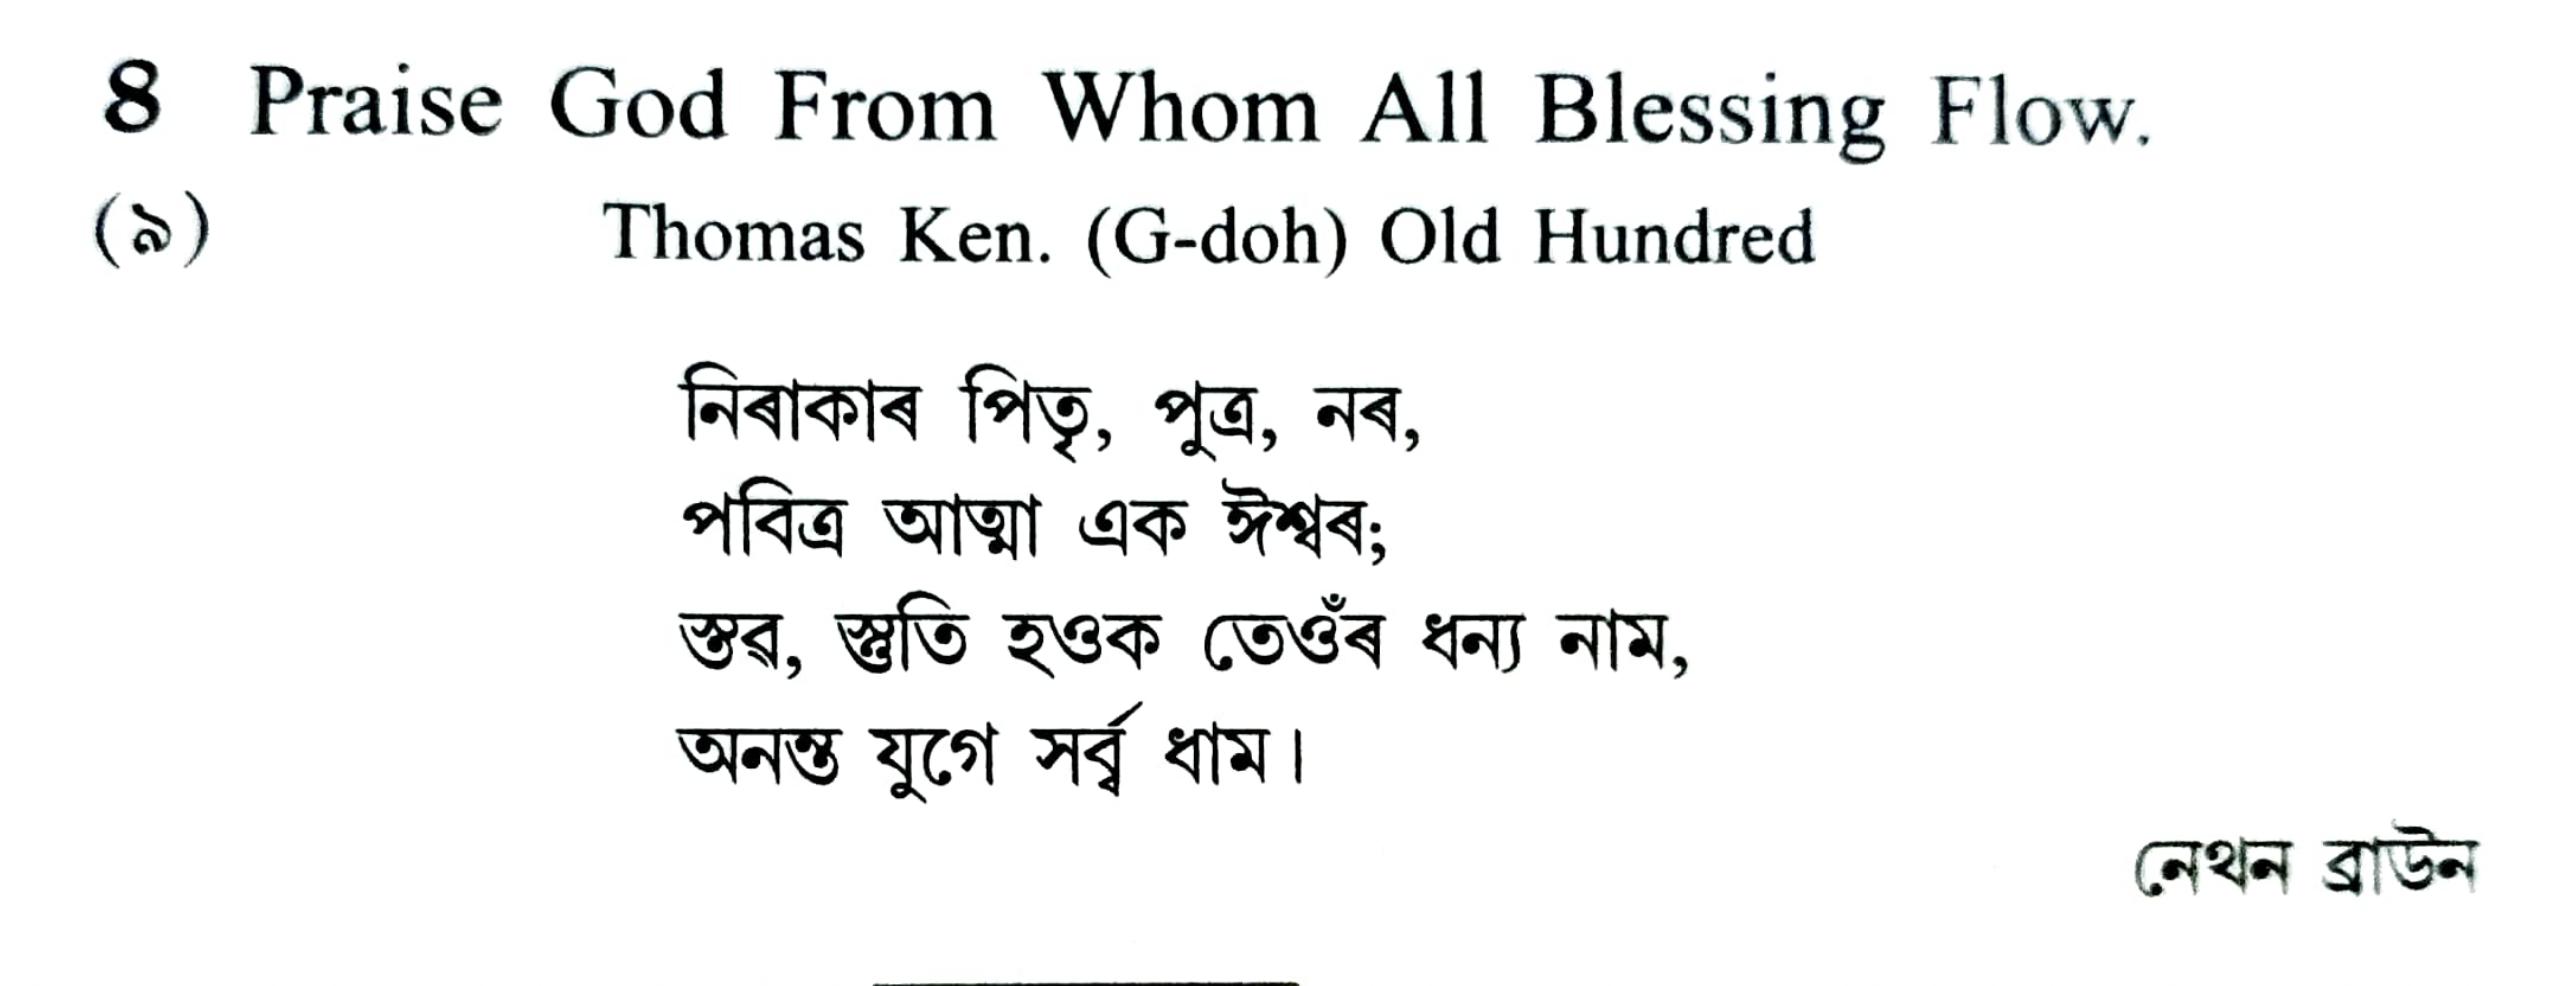 8 Praise God From Whom All Blessing Flow.
(৯) Thomas Ken. (G-doh) Old Hundred
নিৰাকাৰ পিতৃ, পুত্ৰ, নৰ,
পবিত্ৰ আত্মা এক ঈশ্বৰ;
স্তৱ, স্তুতি হওক তেওঁৰ ধন্য নাম,
অনন্ত যুগে সৰ্ব্ব ধাম।
নেথন ব্ৰাউন